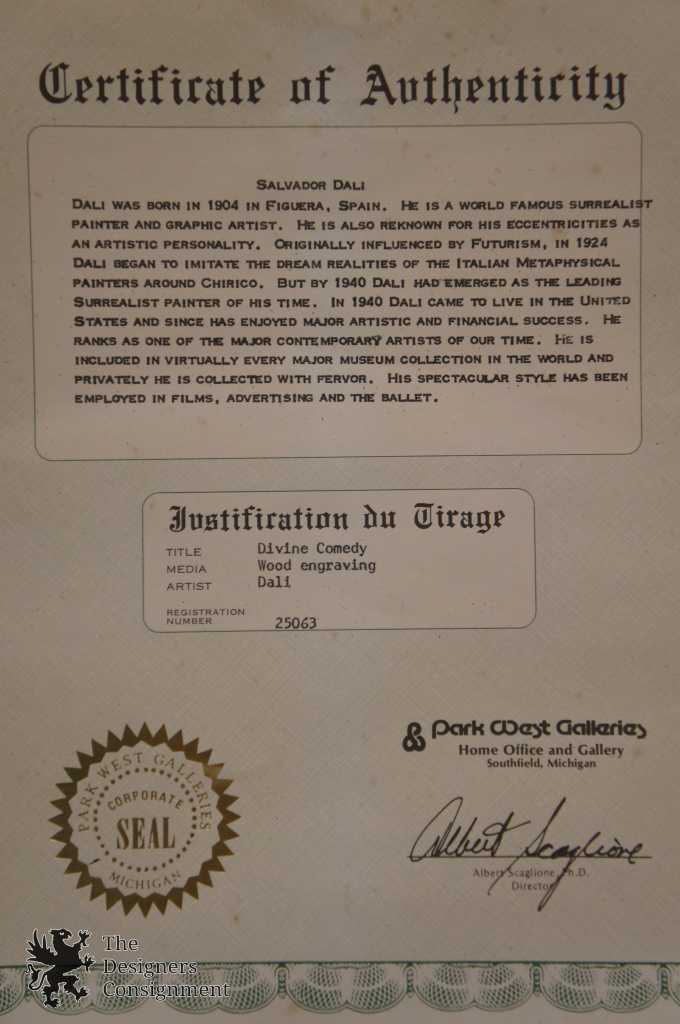 Certificate of Authenticity
SALVADOR DALI
DALI WAS BORN IN 1904 IN FIGUERA, SPAIN. HE IS A WORLD FAMOUS SURREALIST
PAINTER AND GRAPHIC ARTIST. HE IS ALSO REKNOWN FOR HIS ECCENTRICITIES AS
AN ARTISTIC PERSONALITY. ORIGINALLY INFLUENCED BY FUTURISM, IN 1924
DALI BEGAN TO IMITATE THE DREAM REALITIES OF THE ITALIAN METAPHYSICAL
PAINTERS AROUND CHIRICO. BUT BY 1940 DALI HAD EMERGED AS THE LEADING
SURREALIST PAINTER OF HIS TIME. IN 1940 DALI CAME TO LIVE IN THE UNITED
STATES AND SINCE HAS ENJOYED MAJOR ARTISTIC AND FINANCIAL SUCCESS. HE
RANKS AS ONE OF THE MAJOR CONTEMPORARY ARTISTS OF OUR TIME. HE IS
INCLUDED IN VIRTUALLY EVERY MAJOR MUSEUM COLLECTION IN THE WORLD AND
PRIVATELY HE IS COLLECTED WITH FERVOR. HIS SPECTACULAR STYLE HAS BEEN
EMPLOYED IN FILMS, ADVERTISING AND THE BALLET.
Justification du Tirage
TITLE Divine Comedy
MEDIA Wood engraving
ARTIST Dali
REGISTRATION
NUMBER 25063
PARK WEST GALLERIES
CORPORATE
SEAL
MICHIGAN
Park West Galleries
Home Office and Gallery
Southfield, Michigan
Albert Scaglione
Albert Scaglione, Ph.D.
Director
The
Designers
Consignment